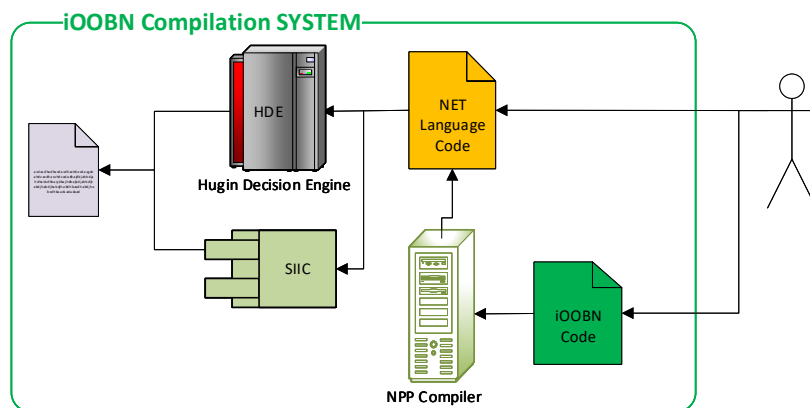 iOOBN Compilation SYSTEM
HDE
NET
Language
Code
Hugin Decision Engine
SIIC
iOOBN
Code
NPP Compiler